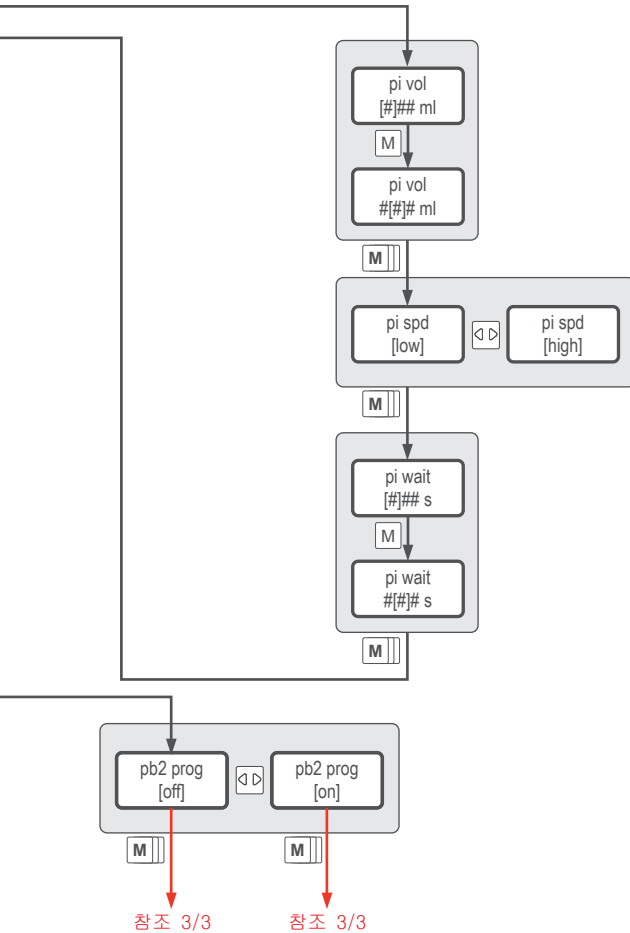 pi vol
[#]## ml
M
pi vol
#[#]# ml
M
pi spd
[low]
pi spd
[high]
M
pi wait
[#]## s
M
pi wait
#[#]# s
M
pb2 prog
[off]
pb2 prog
[on]
M
M
참조 3/3
참조 3/3